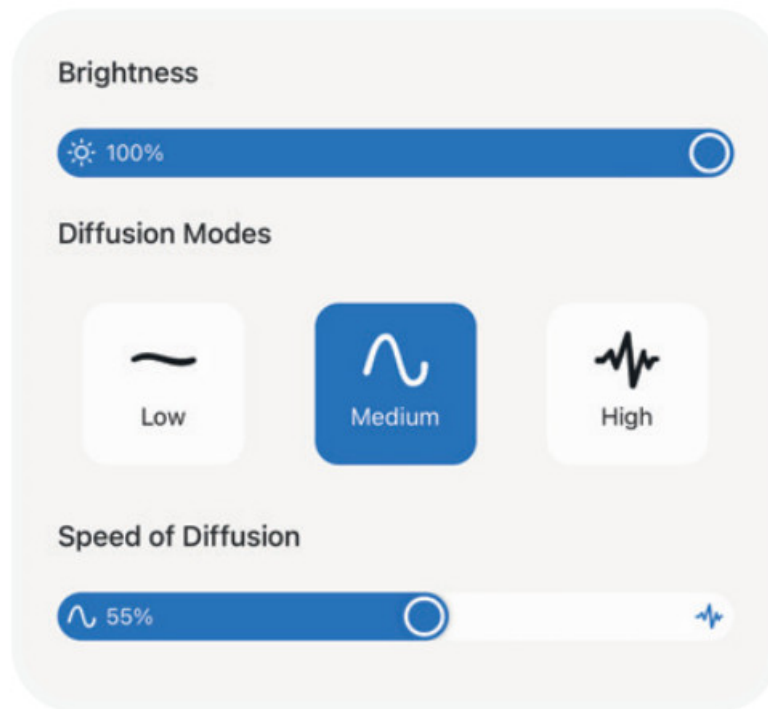 Brightness
100%
Diffusion Modes
Low Medium High
Speed of Diffusion
55%